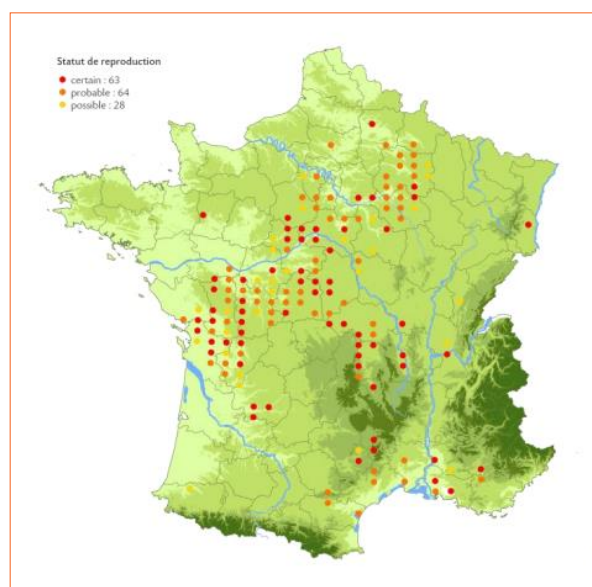 Statut de reproduction
certain : 63
probable : 64
possible : 28